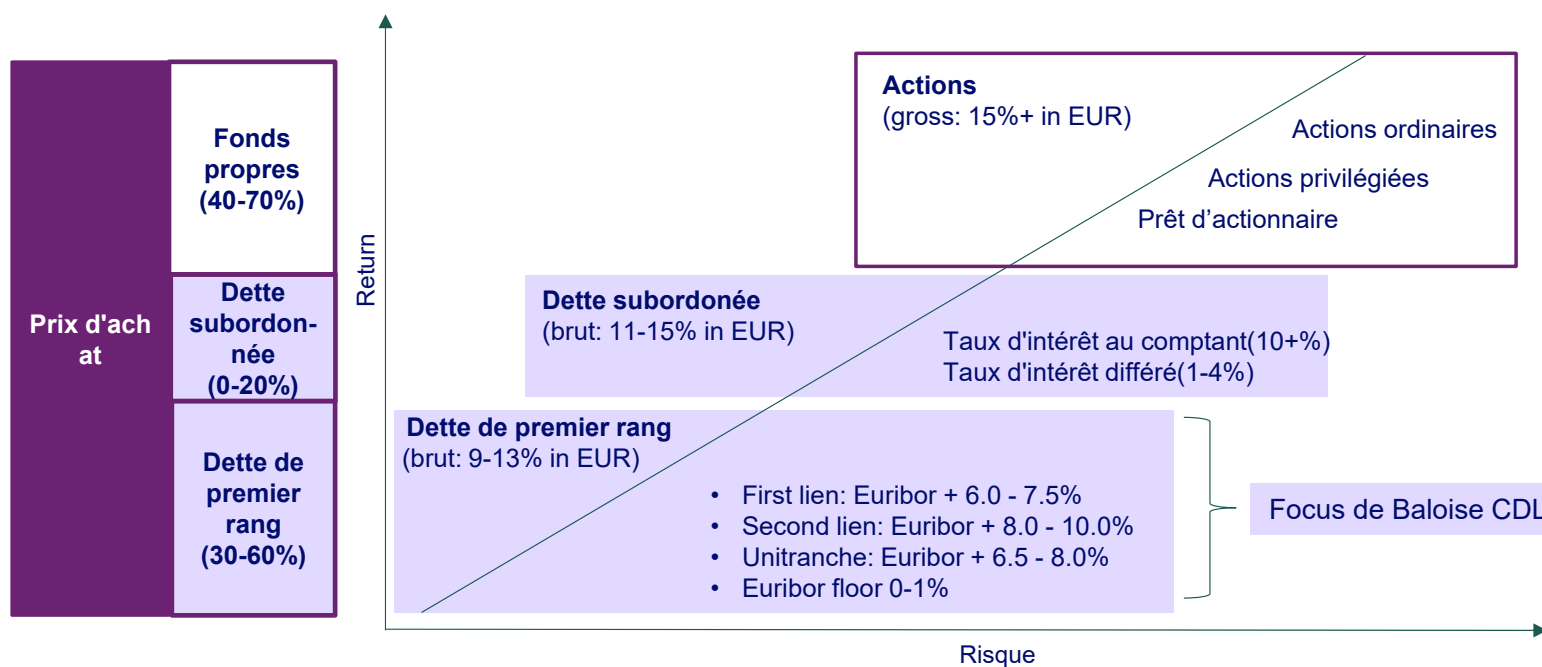 Prix d'ach
at
Fonds
propres
(40-70%)
Dette
subordon-
née
(0-20%)
Dette de
premier
rang
(30-60%)
Return
Actions
(gross: 15%+ in EUR)
Actions ordinaires
Actions privilégiées
Prêt d’actionnaire
Dette subordonée
(brut: 11-15% in EUR)
Taux d'intérêt au comptant(10+%)
Taux d'intérêt différé(1-4%)
Dette de premier rang
(brut: 9-13% in EUR)
• First lien: Euribor + 6.0 - 7.5%
• Second lien: Euribor + 8.0 - 10.0%
• Unitranche: Euribor + 6.5 - 8.0%
• Euribor floor 0-1%
Focus de Baloise CDL
Risque